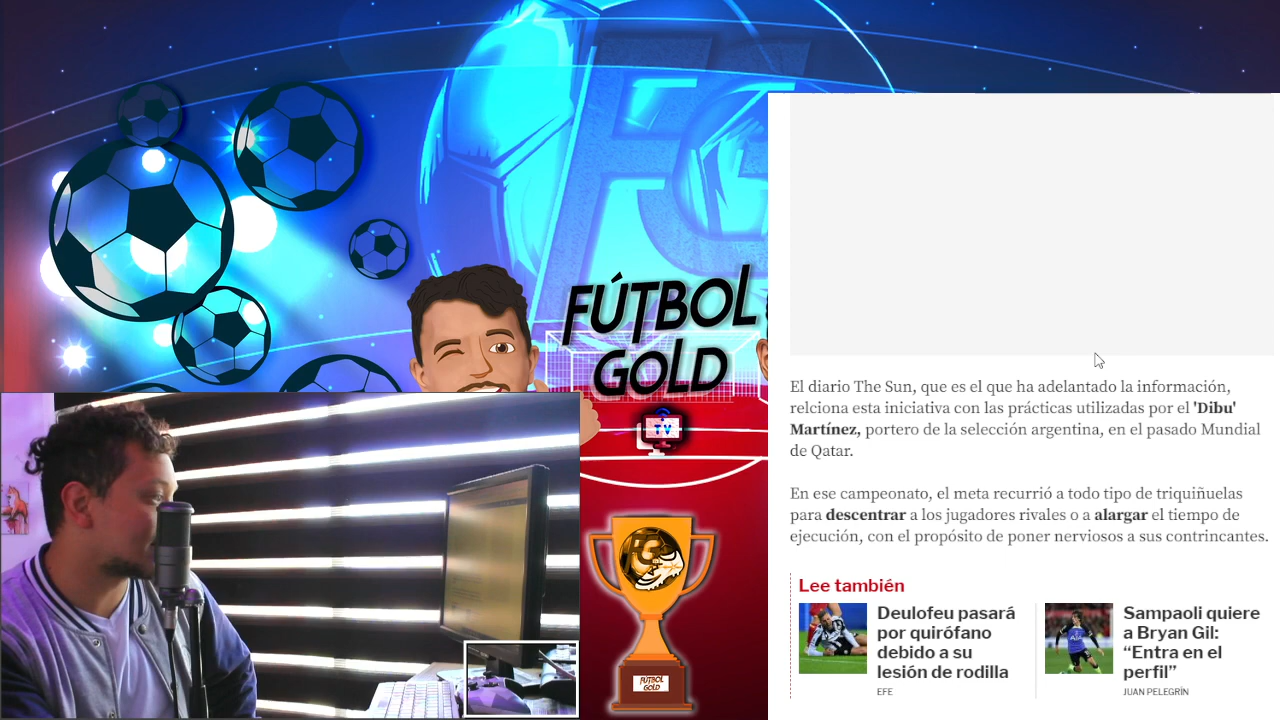 FÚTBOL
GOLD
TV
FÚTBOL
GOLD
El diario The Sun, que es el que ha adelantado la información,
relciona esta iniciativa con las prácticas utilizadas por el 'Dibu'
Martínez, portero de la selección argentina, en el pasado Mundial
de Qatar.
En ese campeonato, el meta recurrió a todo tipo de triquiñuelas
para descentrar a los jugadores rivales o a alargar el tiempo de
ejecución, con el propósito de poner nerviosos a sus contrincantes.
Lee también
Deulofeu pasará
por quirófano
debido a su
lesión de rodilla
EFE
Sampaoli quiere
a Bryan Gil:
“Entra en el
perfil”
JUAN PELEGRÍN